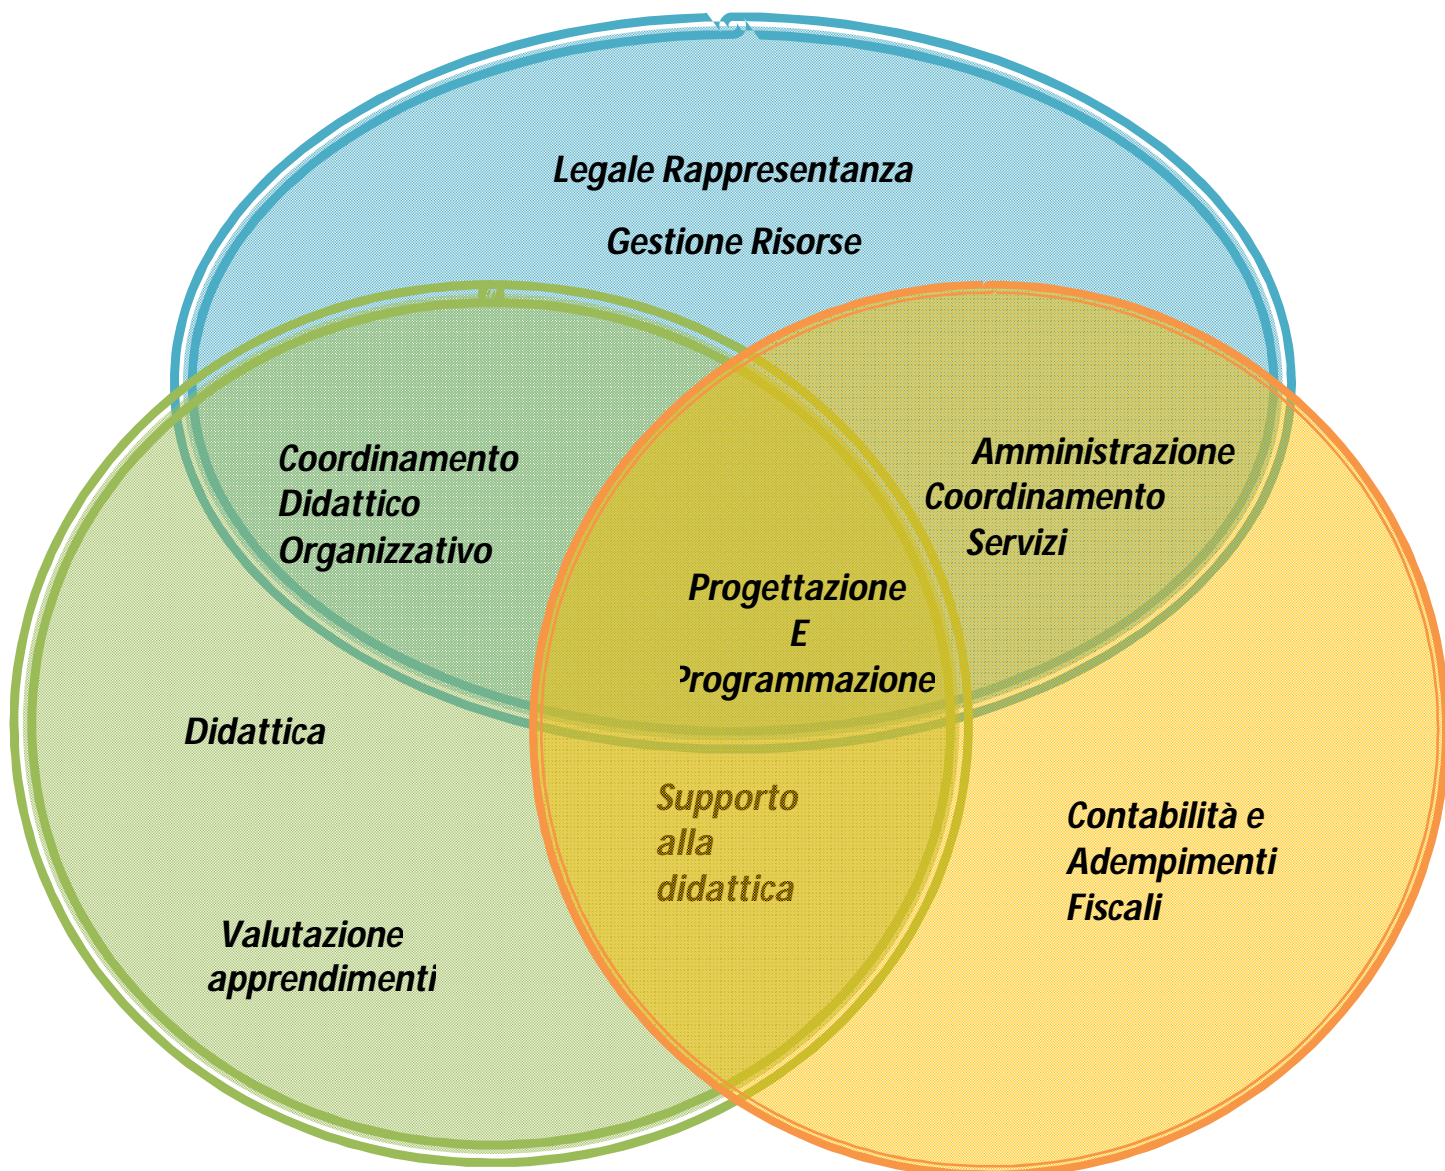 Legale Rappresentanza
Gestione Risorse
Coordinamento
Didattico
Organizzativo
Amministrazione
Coordinamento
Servizi
Progettazione
E
Programmazione
Didattica
Supporto
alla
didattica
Contabilità e
Adempimenti
Fiscali
Valutazione
apprendimenti